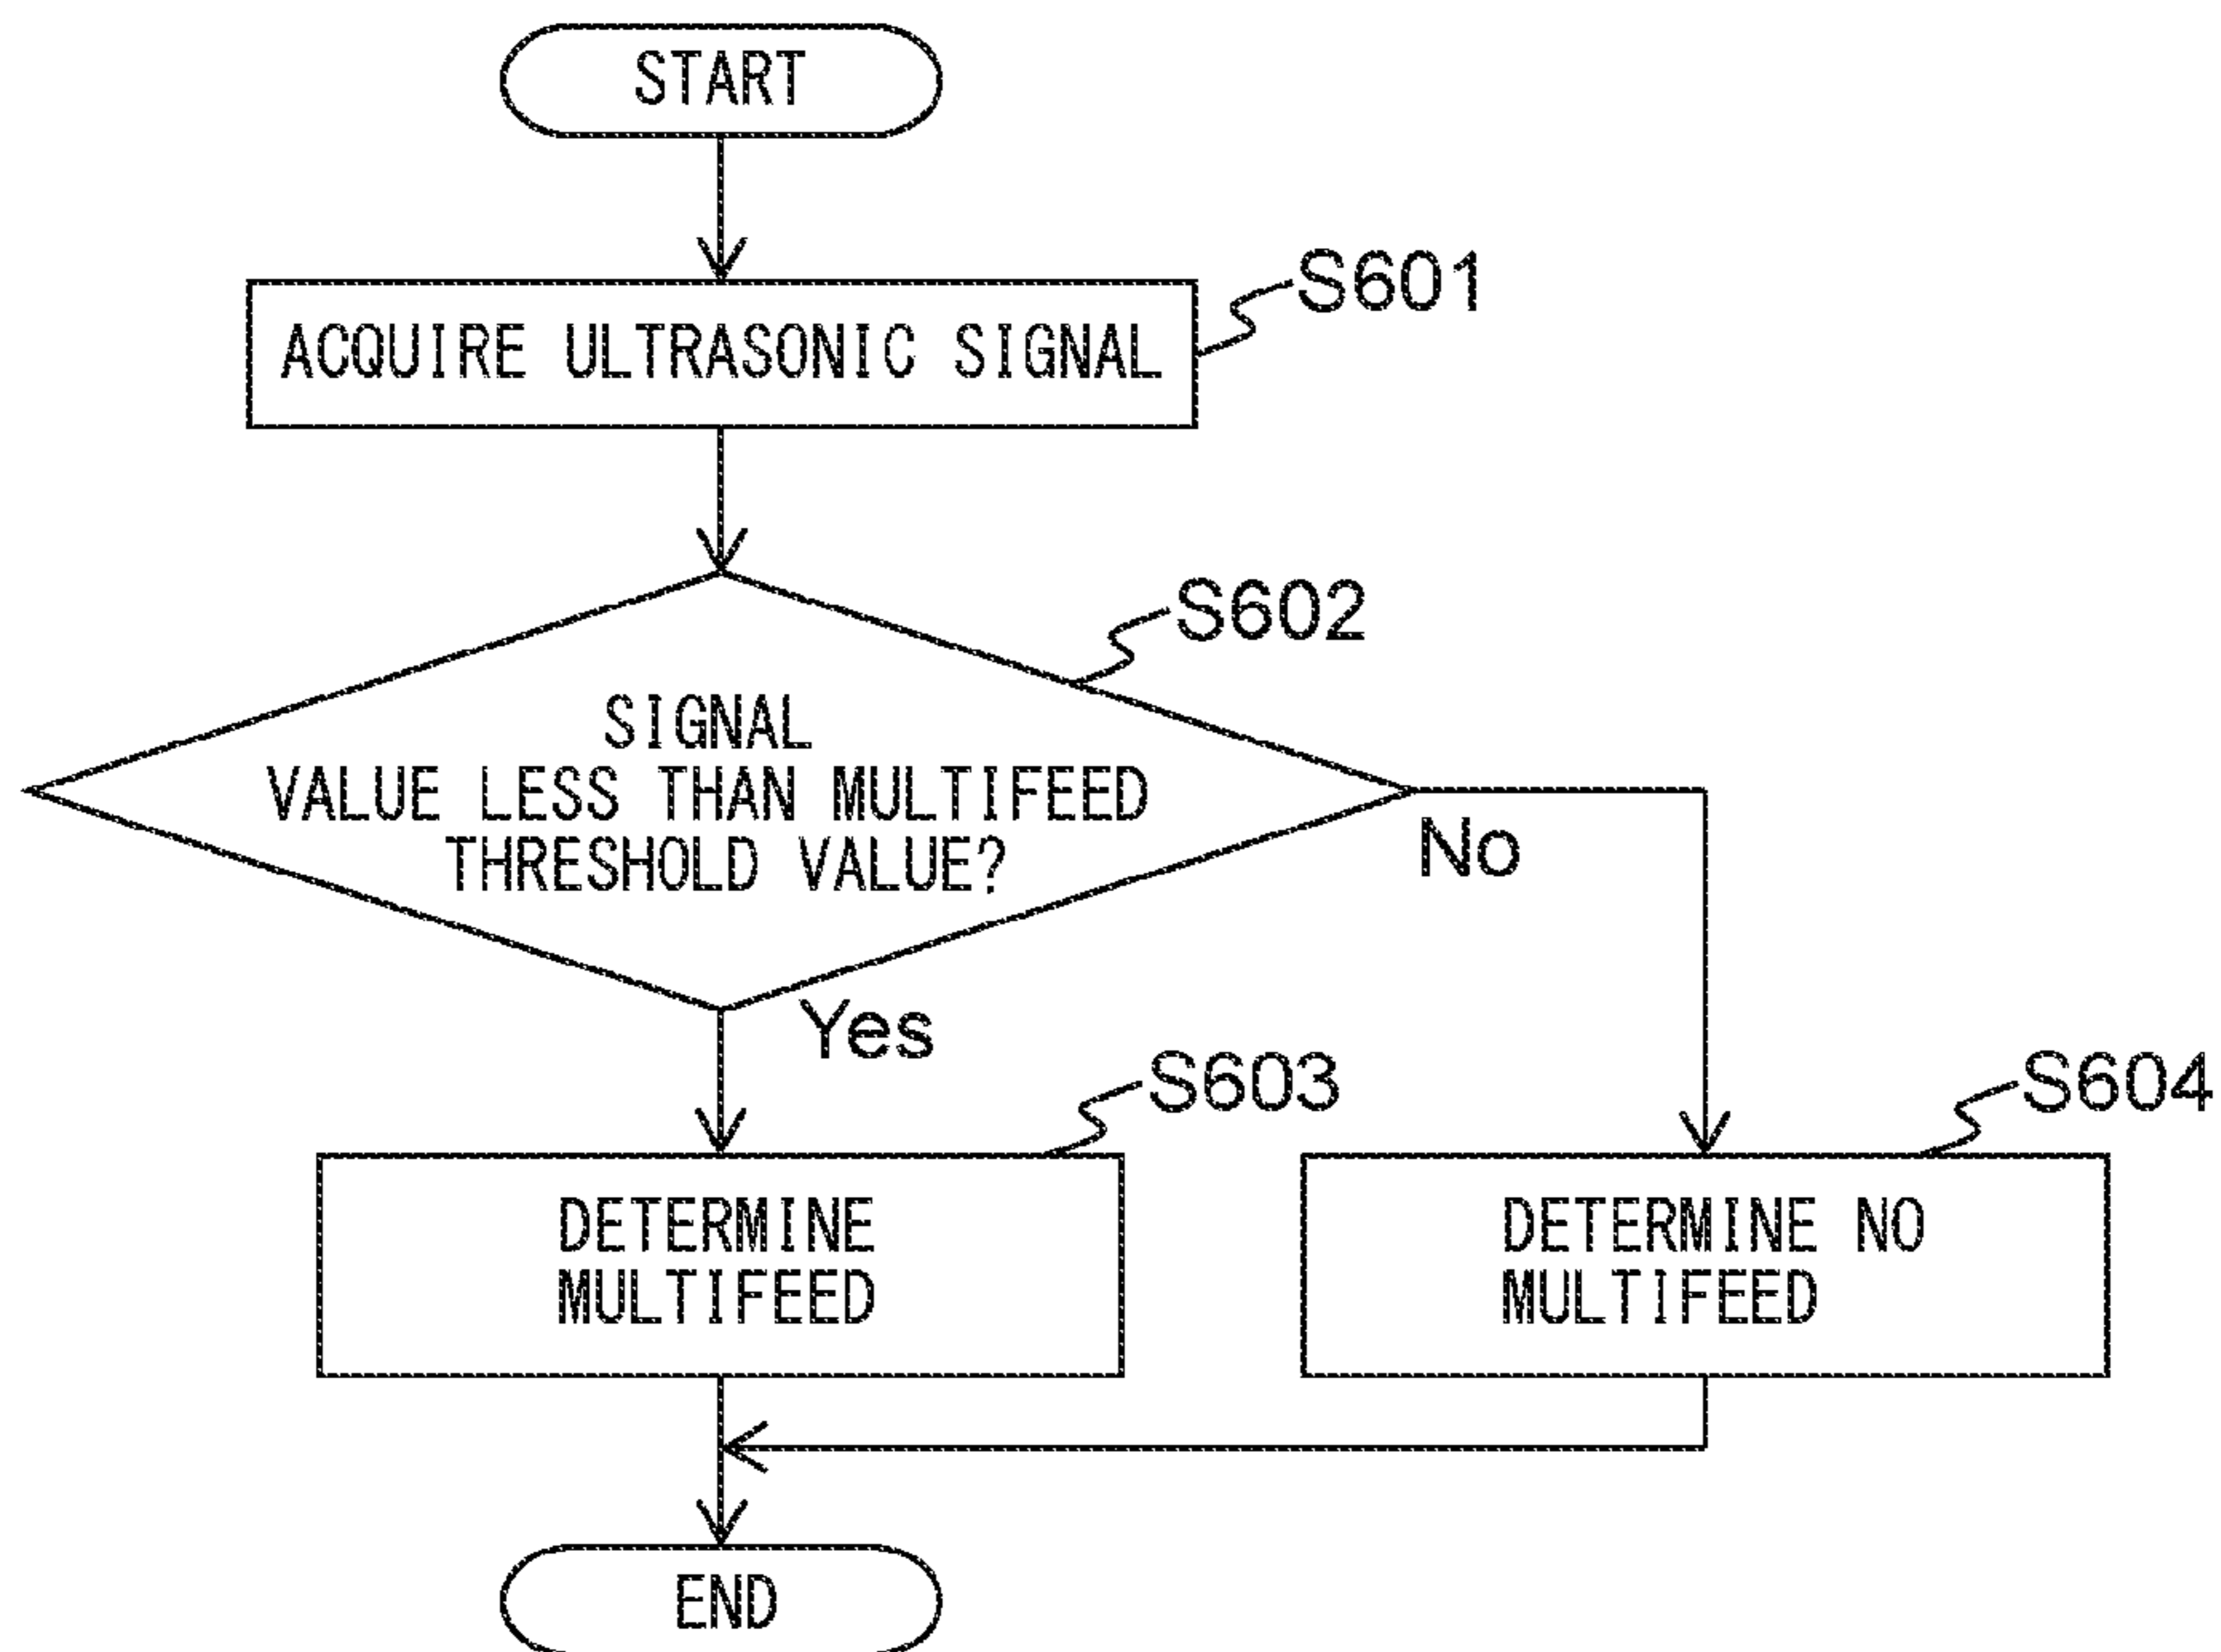 START
S601
ACQUIRE ULTRASONIC SIGNAL
S602
SIGNAL
VALUE LESS THAN MULTIFEED
THRESHOLD VALUE?
No
Yes
S603
S604
DETERMINE
MULTIFEED
DETERMINE NO
MULTIFEED
END